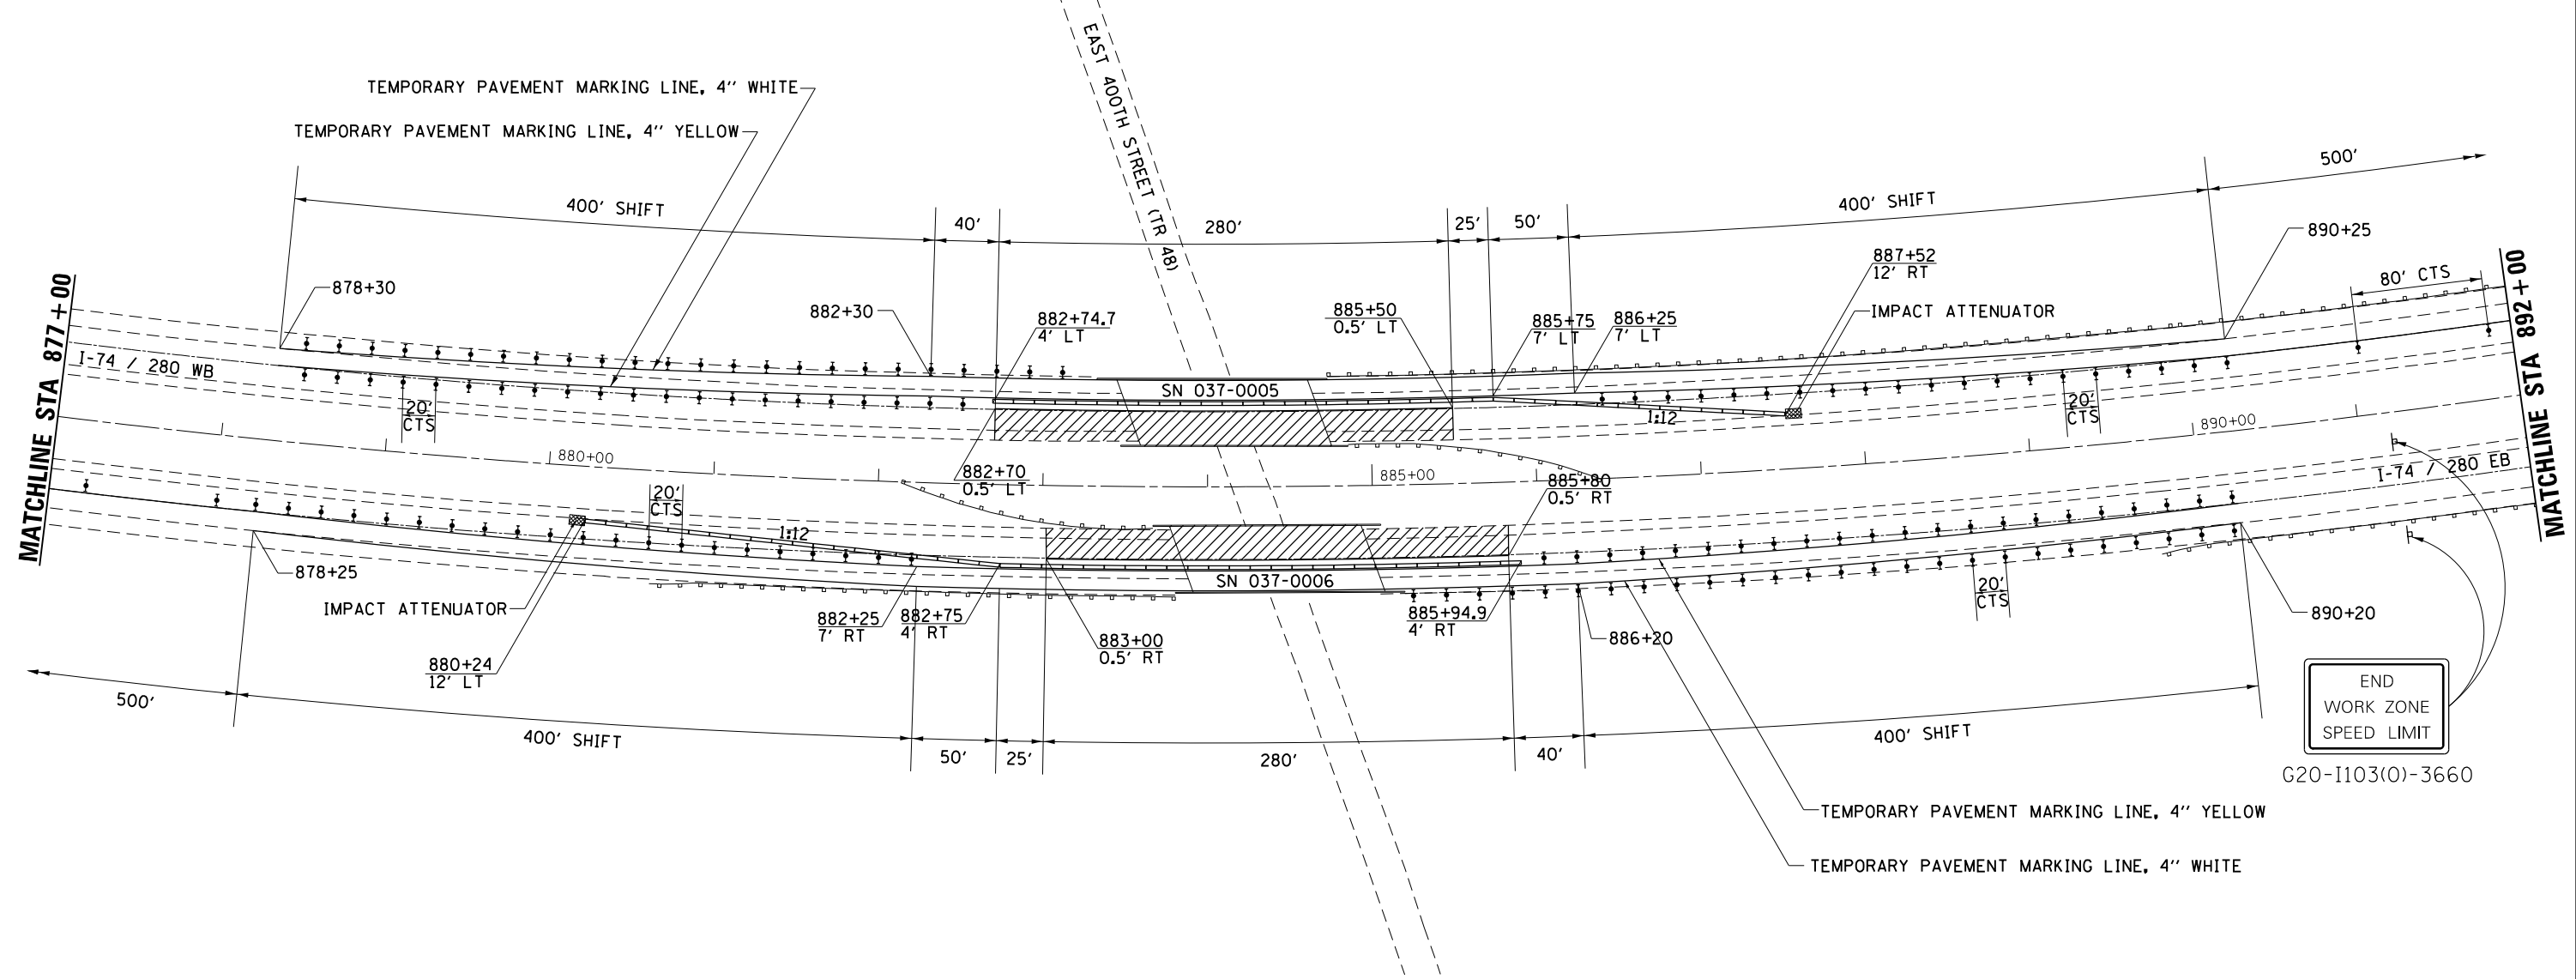 EAST 400TH STREET (TR 48)
TEMPORARY PAVEMENT MARKING LINE, 4'' WHITE
TEMPORARY PAVEMENT MARKING LINE, 4'' YELLOW
400' SHIFT
40'
280'
25'
50'
400' SHIFT
500'
MATCHLINE STA 877+00
878+30
882+30
882+74.7
4' LT
885+50
0.5' LT
885+75
7' LT
886+25
7' LT
887+52
12' RT
IMPACT ATTENUATOR
890+25
80' CTS
MATCHLINE STA 892+00
I-74 / 280 WB
20'
CTS
SN 037-0005
1:12
20'
CTS
880+00
882+70
0.5' LT
885+00
885+80
0.5' RT
890+00
I-74 / 280 EB
20'
CTS
1:12
SN 037-0006
20'
CTS
878+25
IMPACT ATTENUATOR
880+24
12' LT
882+25
7' RT
882+75
4' RT
883+00
0.5' RT
885+94.9
4' RT
886+20
890+20
500'
400' SHIFT
50'
25'
280'
40'
400' SHIFT
END
WORK ZONE
SPEED LIMIT
G20-I103(O)-3660
TEMPORARY PAVEMENT MARKING LINE, 4'' YELLOW
TEMPORARY PAVEMENT MARKING LINE, 4'' WHITE